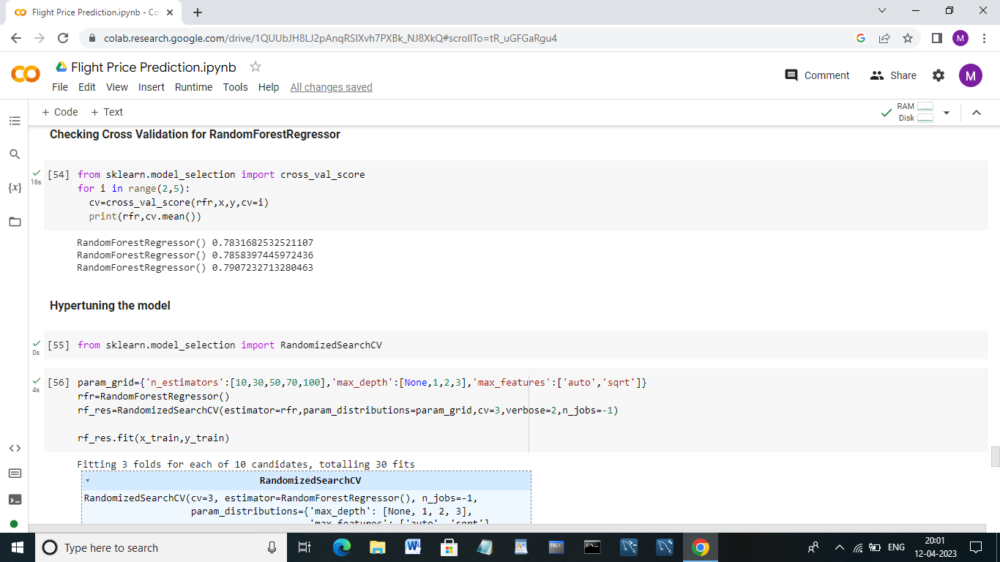 Flight Price Prediction.ipynb - Co
colab.research.google.com/drive/1QUUbJH8LJ2pAnqRSIXvh7PXBk_NJ8XkQ#scrollTo=tR_uGFGaRgu4
M
Flight Price Prediction.ipynb
Comment
Share
M
File Edit View Insert Runtime Tools Help All changes saved
+ Code + Text
RAM
Disk
Checking Cross Validation for RandomForestRegressor
16s
[54] from sklearn.model_selection import cross_val_score
for i in range(2,5):
cv=cross_val_score(rfr,x,y,cv=i)
print(rfr,cv.mean())
{x}
RandomForestRegressor() 0.7831682532521107
RandomForestRegressor() 0.7858397445972436
RandomForestRegressor() 0.7907232713280463
Hypertuning the model
0s
[55] from sklearn.model_selection import RandomizedSearchCV
4s
[56] param_grid={'n_estimators':[10,30,50,70,100],'max_depth':[None,1,2,3],'max_features':['auto','sqrt']}
rfr=RandomForestRegressor()
rf_res=RandomizedSearchCV(estimator=rfr,param_distributions=param_grid,cv=3,verbose=2,n_jobs=-1)
rf_res.fit(x_train,y_train)
Fitting 3 folds for each of 10 candidates, totalling 30 fits
RandomizedSearchCV
RandomizedSearchCV(cv=3, estimator=RandomForestRegressor(), n_jobs=-1,
param_distributions={'max_depth': [None, 1, 2, 3],
'max_features': ['auto', 'sqrt']
Type here to search
ENG
20:01
12-04-2023